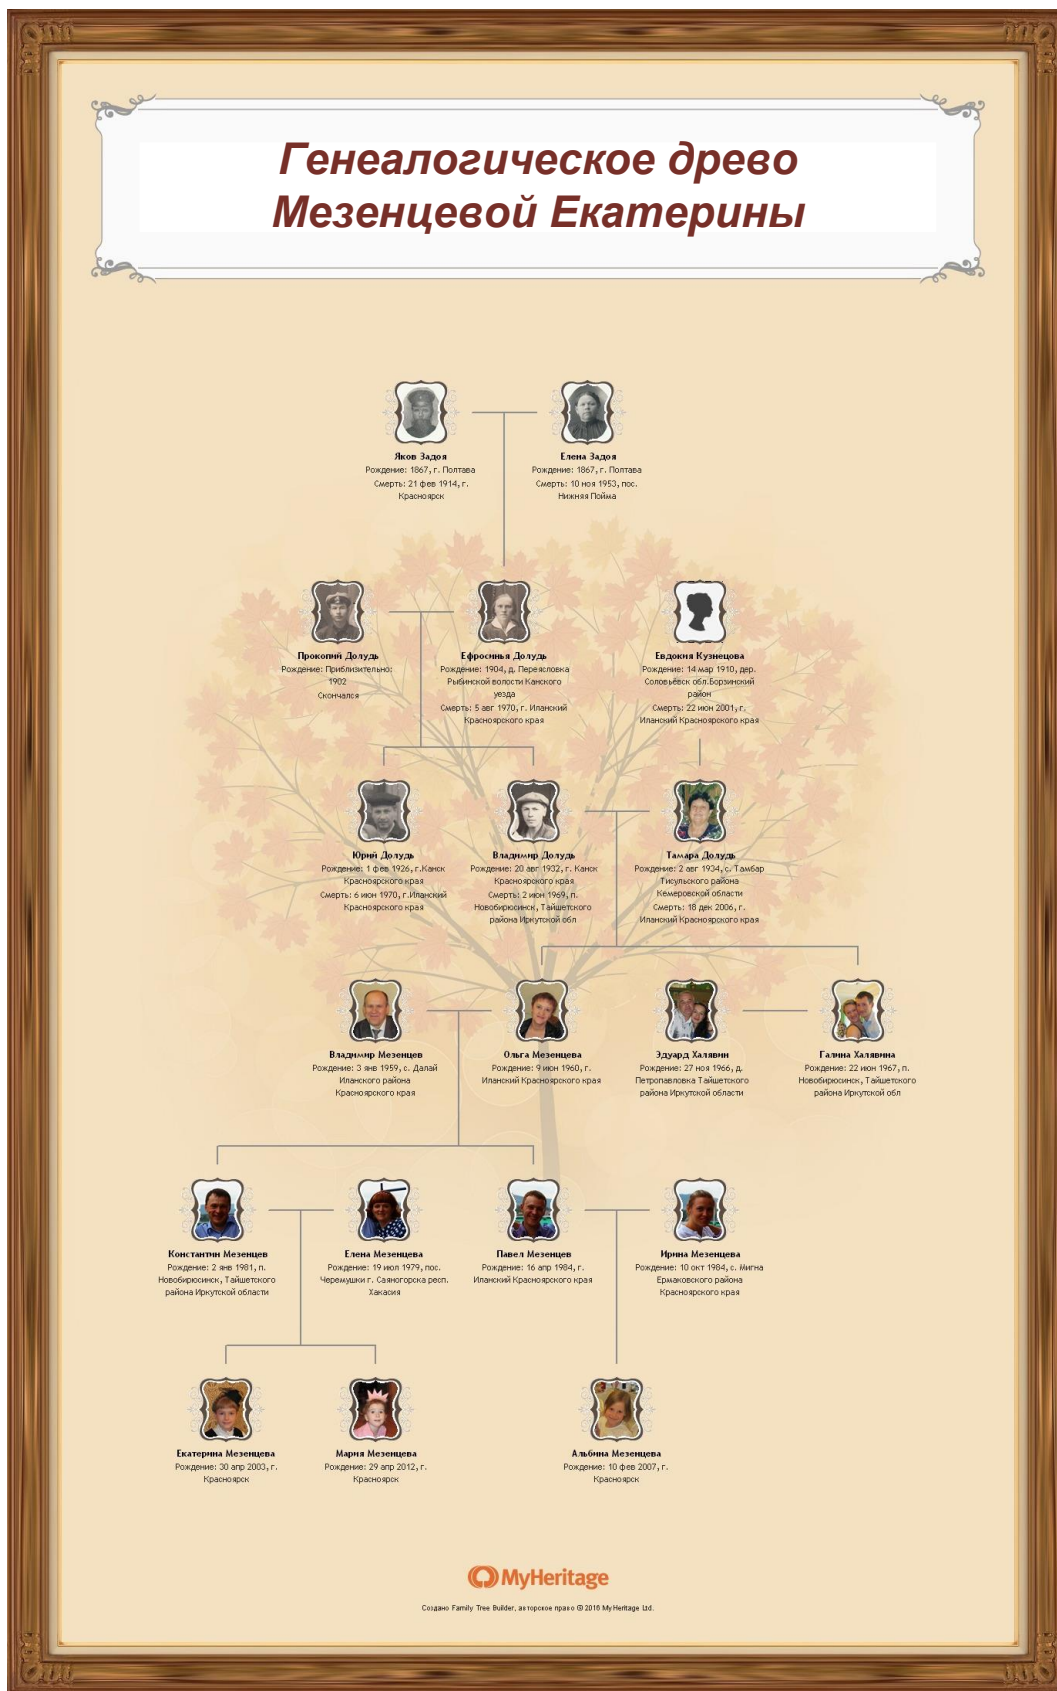 Генеалогическое древо
Мезенцевой Екатерины
Яков Задоя
Рождение: 1867, г. Полтава
Смерть: 21 фев 1914, г.
Красноярск
Елена Задоя
Рождение: 1867, г. Полтава
Смерть: 10 ноя 1953, пос.
Нижняя Пойма
Прокопий Долудь
Рождение: Приблизительно:
1902
Скончался
Ефросинья Долудь
Рождение: 1904, д. Переясловка
Рыбинской волости Канского
уезда
Смерть: 5 авг 1970, г. Иланский
Красноярского края
Евдокия Кузнецова
Рождение: 14 мар 1910, дер.
Соловьёвск обл.Борзинский
район
Смерть: 22 июн 2001, г.
Иланский Красноярского края
Юрий Долудь
Рождение: 1 фев 1926, г.Канск
Красноярского края
Смерть: 6 июн 1970, г.Иланский
Красноярского края
Владимир Долудь
Рождение: 20 авг 1932, г. Канск
Красноярского края
Смерть: 2 июн 1969, п.
Новобирюсинск, Тайшетского
района Иркутской обл
Тамара Долудь
Рождение: 2 авг 1934, с. Тамбар
Тисульского района
Кемеровской области
Смерть: 18 дек 2006, г.
Иланский Красноярского края
Владимир Мезенцев
Рождение: 3 янв 1959, с. Далай
Иланского района
Красноярского края
Ольга Мезенцева
Рождение: 9 июн 1960, г.
Иланский Красноярского края
Эдуард Халявин
Рождение: 27 ноя 1966, д.
Петропавловка Тайшетского
района Иркутской области
Галина Халявина
Рождение: 22 июн 1967, п.
Новобирюсинск, Тайшетского
района Иркутской обл
Константин Мезенцев
Рождение: 2 янв 1981, п.
Новобирюсинск, Тайшетского
района Иркутской области
Елена Мезенцева
Рождение: 19 июл 1979, пос.
Черемушки г. Саяногорска респ.
Хакасия
Павел Мезенцев
Рождение: 16 апр 1984, г.
Иланский Красноярского края
Ирина Мезенцева
Рождение: 10 окт 1984, с. Мигна
Ермаковского района
Красноярского края
Екатерина Мезенцева
Рождение: 30 апр 2003, г.
Красноярск
Мария Мезенцева
Рождение: 29 апр 2012, г.
Красноярск
Альбина Мезенцева
Рождение: 10 фев 2007, г.
Красноярск
MyHeritage
Создано Family Tree Builder, авторское право © 2016 MyHeritage Ltd.